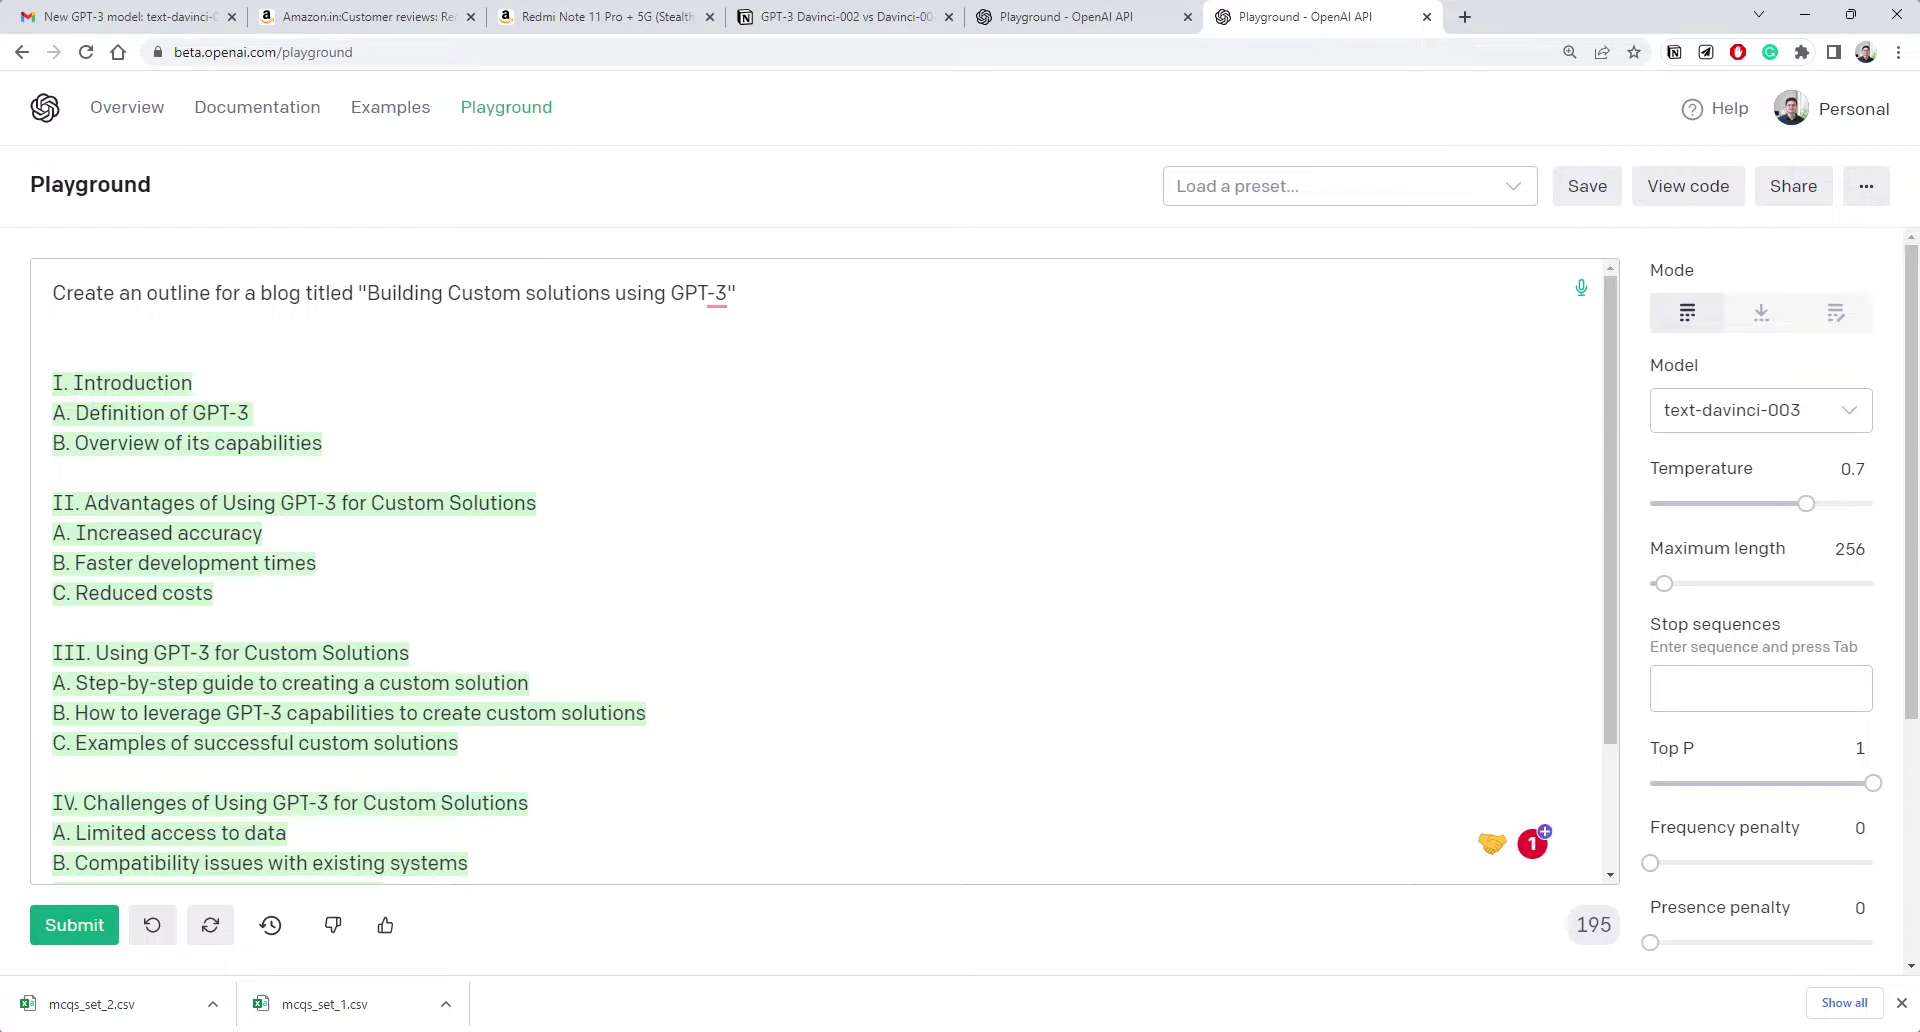 New GPT-3 model: text-davinci-0
Amazon.in:Customer reviews: Re
Redmi Note 11 Pro + 5G (Stealth
GPT-3 Davinci-002 vs Davinci-00
Playground - OpenAI API
Playground - OpenAI API
beta.openai.com/playground
Overview
Documentation
Examples
Playground
Help
Personal
Playground
Load a preset...
Save
View code
Share
Create an outline for a blog titled "Building Custom solutions using GPT-3"
I. Introduction
A. Definition of GPT-3
B. Overview of its capabilities
II. Advantages of Using GPT-3 for Custom Solutions
A. Increased accuracy
B. Faster development times
C. Reduced costs
III. Using GPT-3 for Custom Solutions
A. Step-by-step guide to creating a custom solution
B. How to leverage GPT-3 capabilities to create custom solutions
C. Examples of successful custom solutions
IV. Challenges of Using GPT-3 for Custom Solutions
A. Limited access to data
B. Compatibility issues with existing systems
1
Mode
Model
text-davinci-003
Temperature 0.7
Maximum length 256
Stop sequences
Enter sequence and press Tab
Top P 1
Frequency penalty 0
Presence penalty 0
Submit
195
mcqs_set_2.csv
mcqs_set_1.csv
Show all